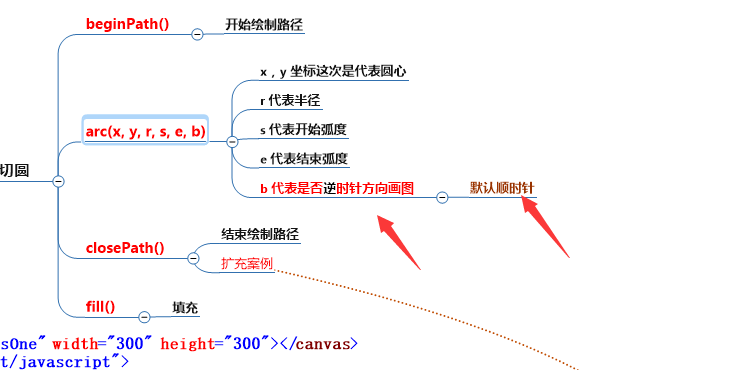 beginPath()
开始绘制路径
x，y 坐标这次是代表圆心
r 代表半径
arc(x, y, r, s, e, b)
s 代表开始弧度
e 代表结束弧度
切圆
b 代表是否逆时针方向画图
默认顺时针
closePath()
结束绘制路径
扩充案例
fill()
填充
sOne" width="300" height="300"></canvas>
t/javascript">